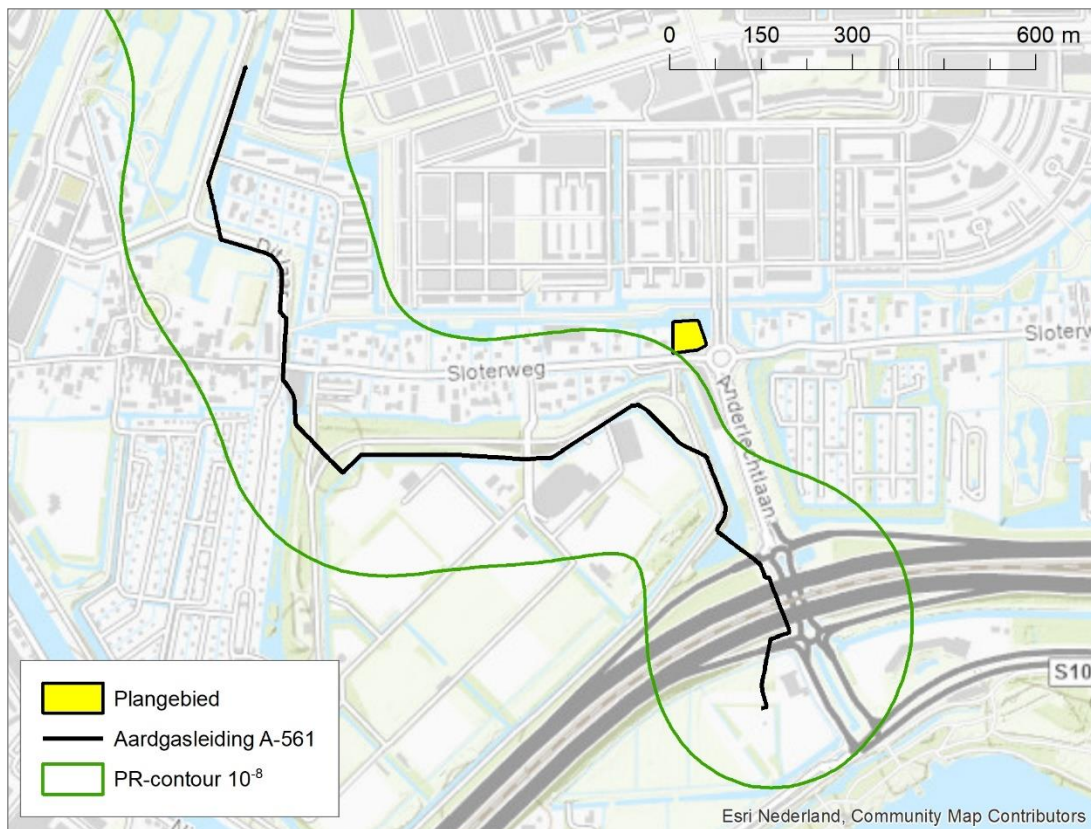 0 150 300 600 m
Sloterweg
Sloterw
Anderlechtlaan
S10
Plangebied
Aardgasleiding A-561
PR-contour 10⁻⁸
Esri Nederland, Community Map Contributors